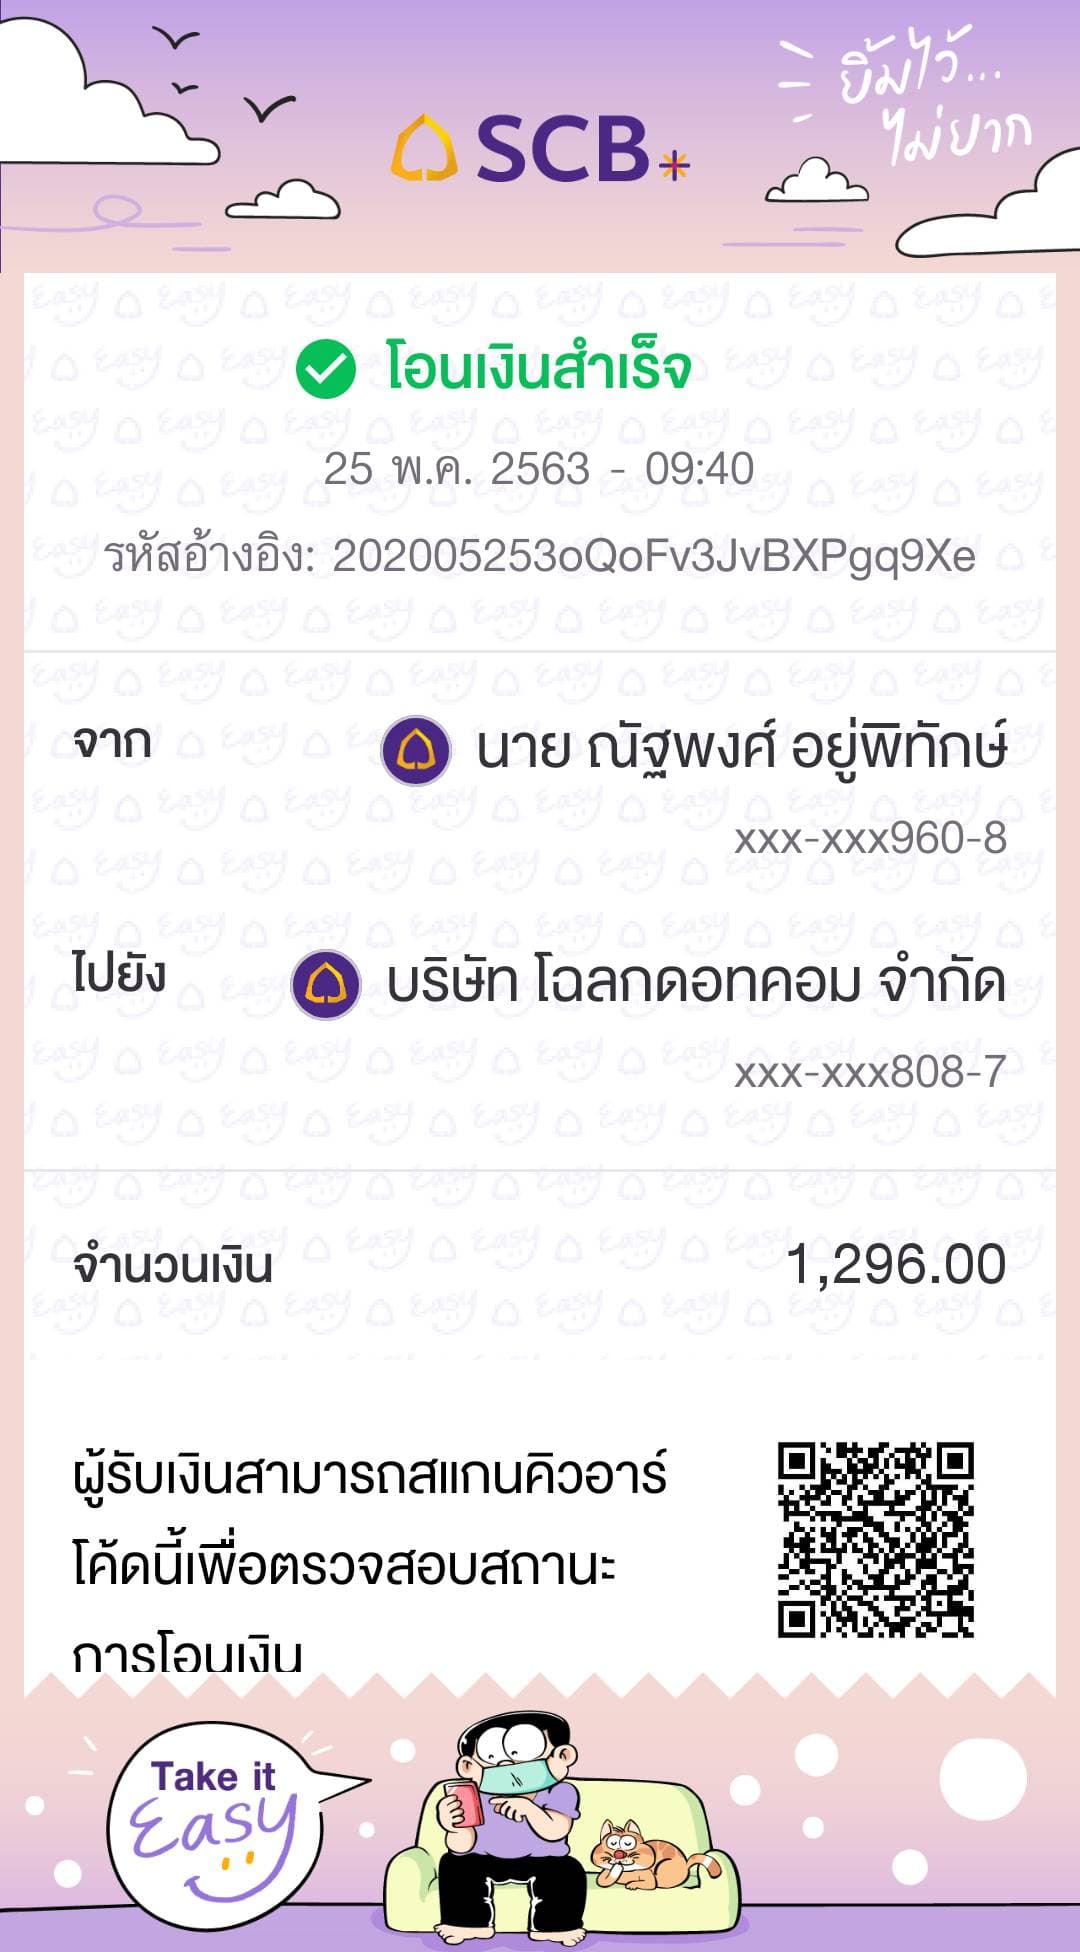 ยิ้มไว้...
ไม่ยาก
SCB
โอนเงินสำเร็จ
25 พ.ค. 2563 - 09:40
รหัสอ้างอิง: 202005253oQoFv3JvBXPgq9Xe
จาก
นาย ณัฐพงศ์ อยู่พิทักษ์
xxx-xxx960-8
ไปยัง
บริษัท โฉลกดอทคอม จำกัด
xxx-xxx808-7
จำนวนเงิน
1,296.00
ผู้รับเงินสามารถสแกนคิวอาร์
โค้ดนี้เพื่อตรวจสอบสถานะ
การโอนเงิน
Take it
Easy